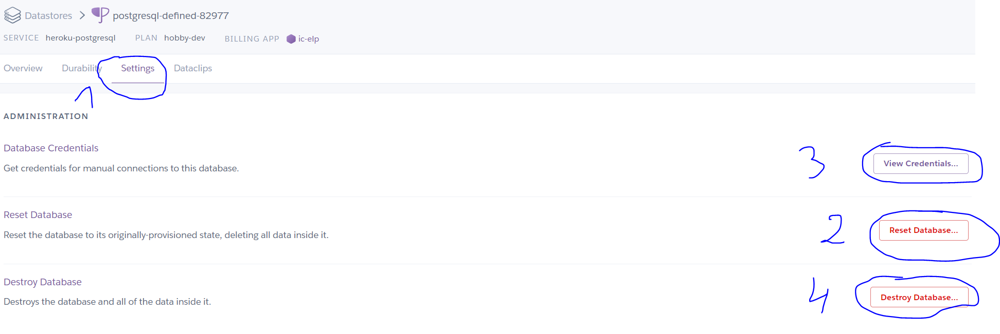 Datastores > postgresql-defined-82977
SERVICE heroku-postgresql PLAN hobby-dev BILLING APP ic-elp
Overview Durability Settings Dataclips
1
ADMINISTRATION
Database Credentials
Get credentials for manual connections to this database.
3 View Credentials...
Reset Database
Reset the database to its originally-provisioned state, deleting all data inside it.
2 Reset Database...
Destroy Database
Destroys the database and all of the data inside it.
4 Destroy Database...